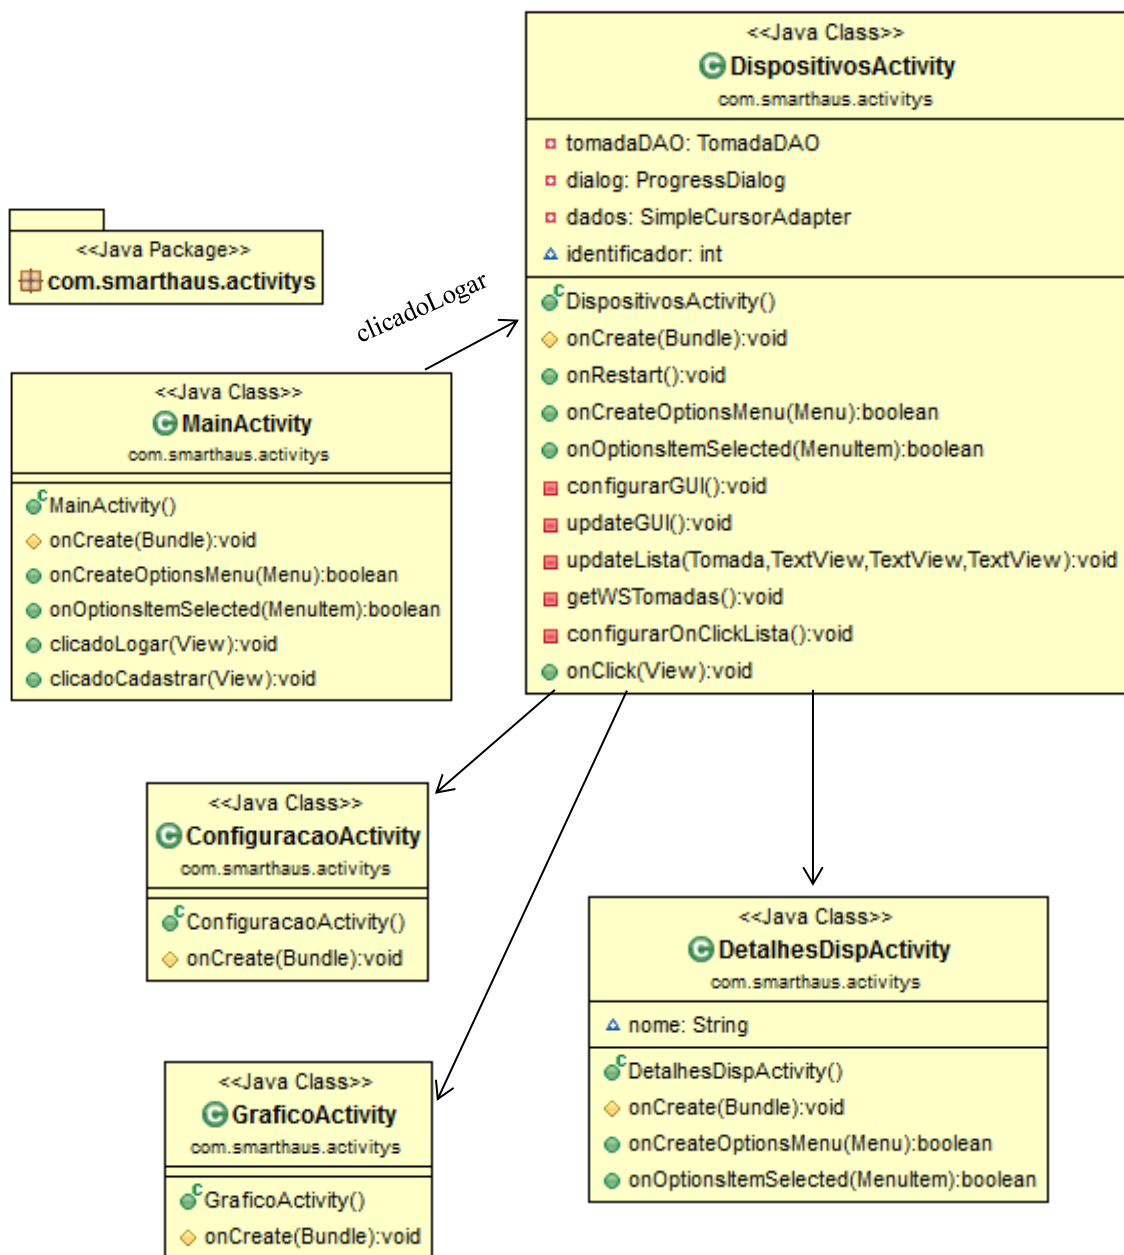 <<Java Package>>
com.smarthaus.activitys
clicadoLogar
<<Java Class>>
MainActivity
com.smarthaus.activitys
MainActivity()
onCreate(Bundle):void
onCreateOptionsMenu(Menu):boolean
onOptionsItemSelected(MenuItem):boolean
clicadoLogar(View):void
clicadoCadastrar(View):void
<<Java Class>>
DispositivosActivity
com.smarthaus.activitys
tomadaDAO: TomadaDAO
dialog: ProgressDialog
dados: SimpleCursorAdapter
identificador: int
DispositivosActivity()
onCreate(Bundle):void
onRestart():void
onCreateOptionsMenu(Menu):boolean
onOptionsItemSelected(MenuItem):boolean
configurarGUI():void
updateGUI():void
updateLista(Tomada,TextView,TextView,TextView):void
getWSTomadas():void
configurarOnClickLista():void
onClick(View):void
<<Java Class>>
ConfiguracaoActivity
com.smarthaus.activitys
ConfiguracaoActivity()
onCreate(Bundle):void
<<Java Class>>
GraficoActivity
com.smarthaus.activitys
GraficoActivity()
onCreate(Bundle):void
<<Java Class>>
DetalhesDispActivity
com.smarthaus.activitys
nome: String
DetalhesDispActivity()
onCreate(Bundle):void
onCreateOptionsMenu(Menu):boolean
onOptionsItemSelected(MenuItem):boolean